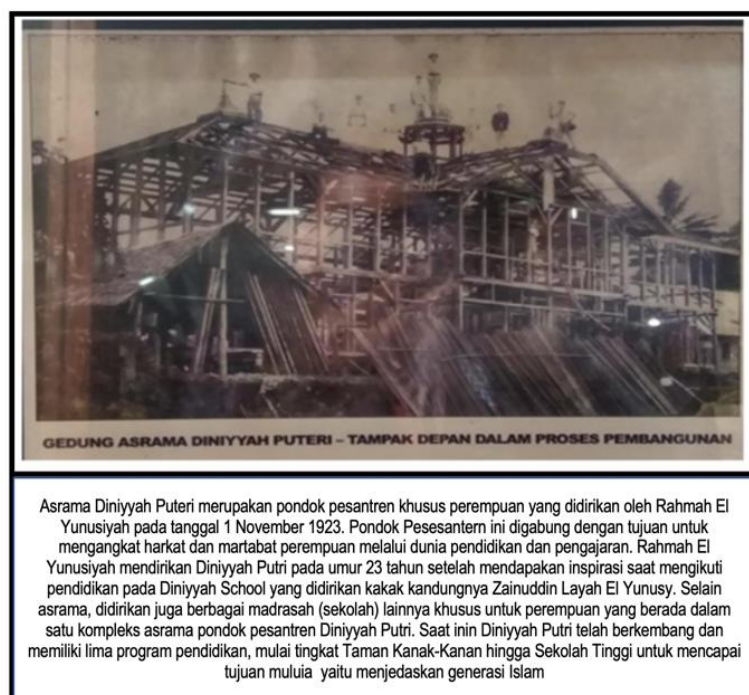 GEDUNG ASRAMA DINIYYAH PUTERI – TAMPAK DEPAN DALAM PROSES PEMBANGUNAN
Asrama Diniyyah Puteri merupakan pondok pesantren khusus perempuan yang didirikan oleh Rahmah El
Yunusiyah pada tanggal 1 November 1923. Pondok Pesesantern ini digabung dengan tujuan untuk
mengangkat harkat dan martabat perempuan melalui dunia pendidikan dan pengajaran. Rahmah El
Yunusiyah mendirikan Diniyyah Putri pada umur 23 tahun setelah mendapakan inspirasi saat mengikuti
pendidikan pada Diniyyah School yang didirikan kakak kandungnya Zainuddin Layah El Yunusy. Selain
asrama, didirikan juga berbagai madrasah (sekolah) lainnya khusus untuk perempuan yang berada dalam
satu kompleks asrama pondok pesantren Diniyyah Putri. Saat inin Diniyyah Putri telah berkembang dan
memiliki lima program pendidikan, mulai tingkat Taman Kanak-Kanan hingga Sekolah Tinggi untuk mencapai
tujuan muluia yaitu menjedaskan generasi Islam